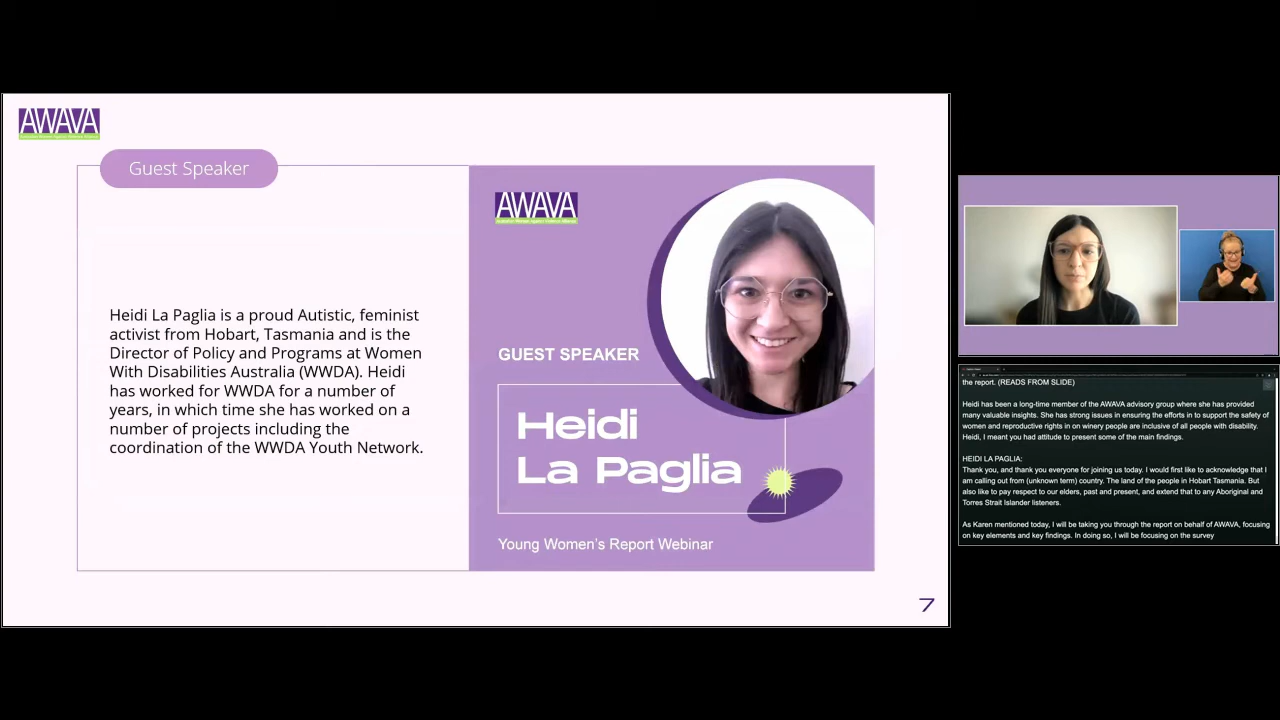 AWAVA
Guest Speaker
Heidi La Paglia is a proud Autistic, feminist
activist from Hobart, Tasmania and is the
Director of Policy and Programs at Women
With Disabilities Australia (WWDA). Heidi
has worked for WWDA for a number of
years, in which time she has worked on a
number of projects including the
coordination of the WWDA Youth Network.
AWAVA
GUEST SPEAKER
Heidi
La Paglia
Young Women's Report Webinar
7
the report. (READS FROM SLIDE)
Heidi has been a long-time member of the AWAVA advisory group where she has provided
many valuable insights. She has strong issues in ensuring the efforts in to support the safety of
women and reproductive rights in on winery people are inclusive of all people with disability.
Heidi, I meant you had attitude to present some of the main findings.
HEIDI LA PAGLIA:
Thank you, and thank you everyone for joining us today. I would first like to acknowledge that I
am calling out from (unknown term) country. The land of the people in Hobart Tasmania. But
also like to pay respect to our elders, past and present, and extend that to any Aboriginal and
Torres Strait Islander listeners.
As Karen mentioned today, I will be taking you through the report on behalf of AWAVA, focusing
on key elements and key findings. In doing so, I will be focusing on the survey